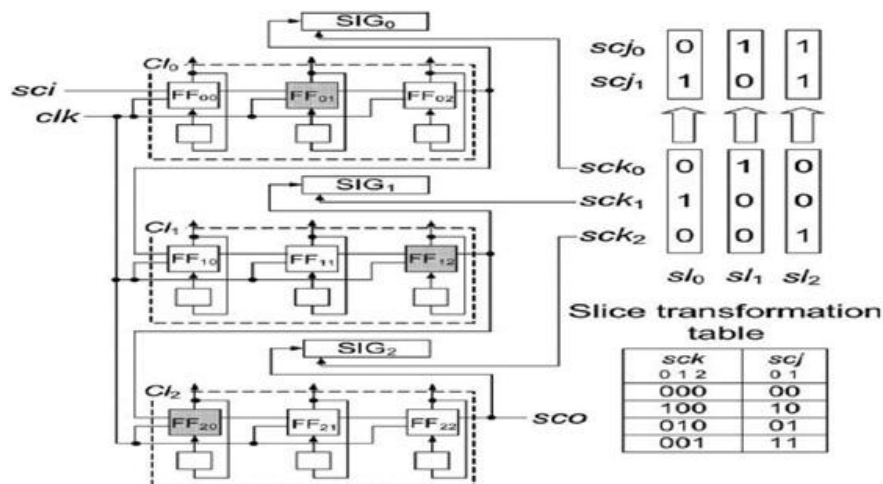 SIG₀
Cl₀
sci
FF₀₀ FF₀₁ FF₀₂
clk
SIG₁
Cl₁
FF₁₀ FF₁₁ FF₁₂
SIG₂
Cl₂
FF₂₀ FF₂₁ FF₂₂
sco
scj₀ 0 1 1
scj₁ 1 0 1
sck₀ 0 1 0
sck₁ 1 0 0
sck₂ 0 0 1
sl₀ sl₁ sl₂
Slice transformation
table
sck scj
0 1 2 0 1
000 00
100 10
010 01
001 11